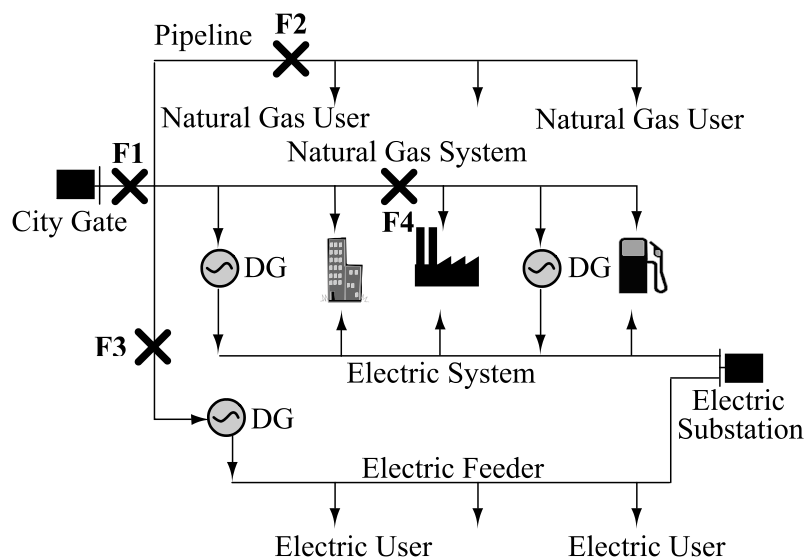 F2
Pipeline
Natural Gas User
Natural Gas User
F1
Natural Gas System
City Gate
F4
DG
DG
F3
Electric System
Electric
Substation
DG
Electric Feeder
Electric User
Electric User